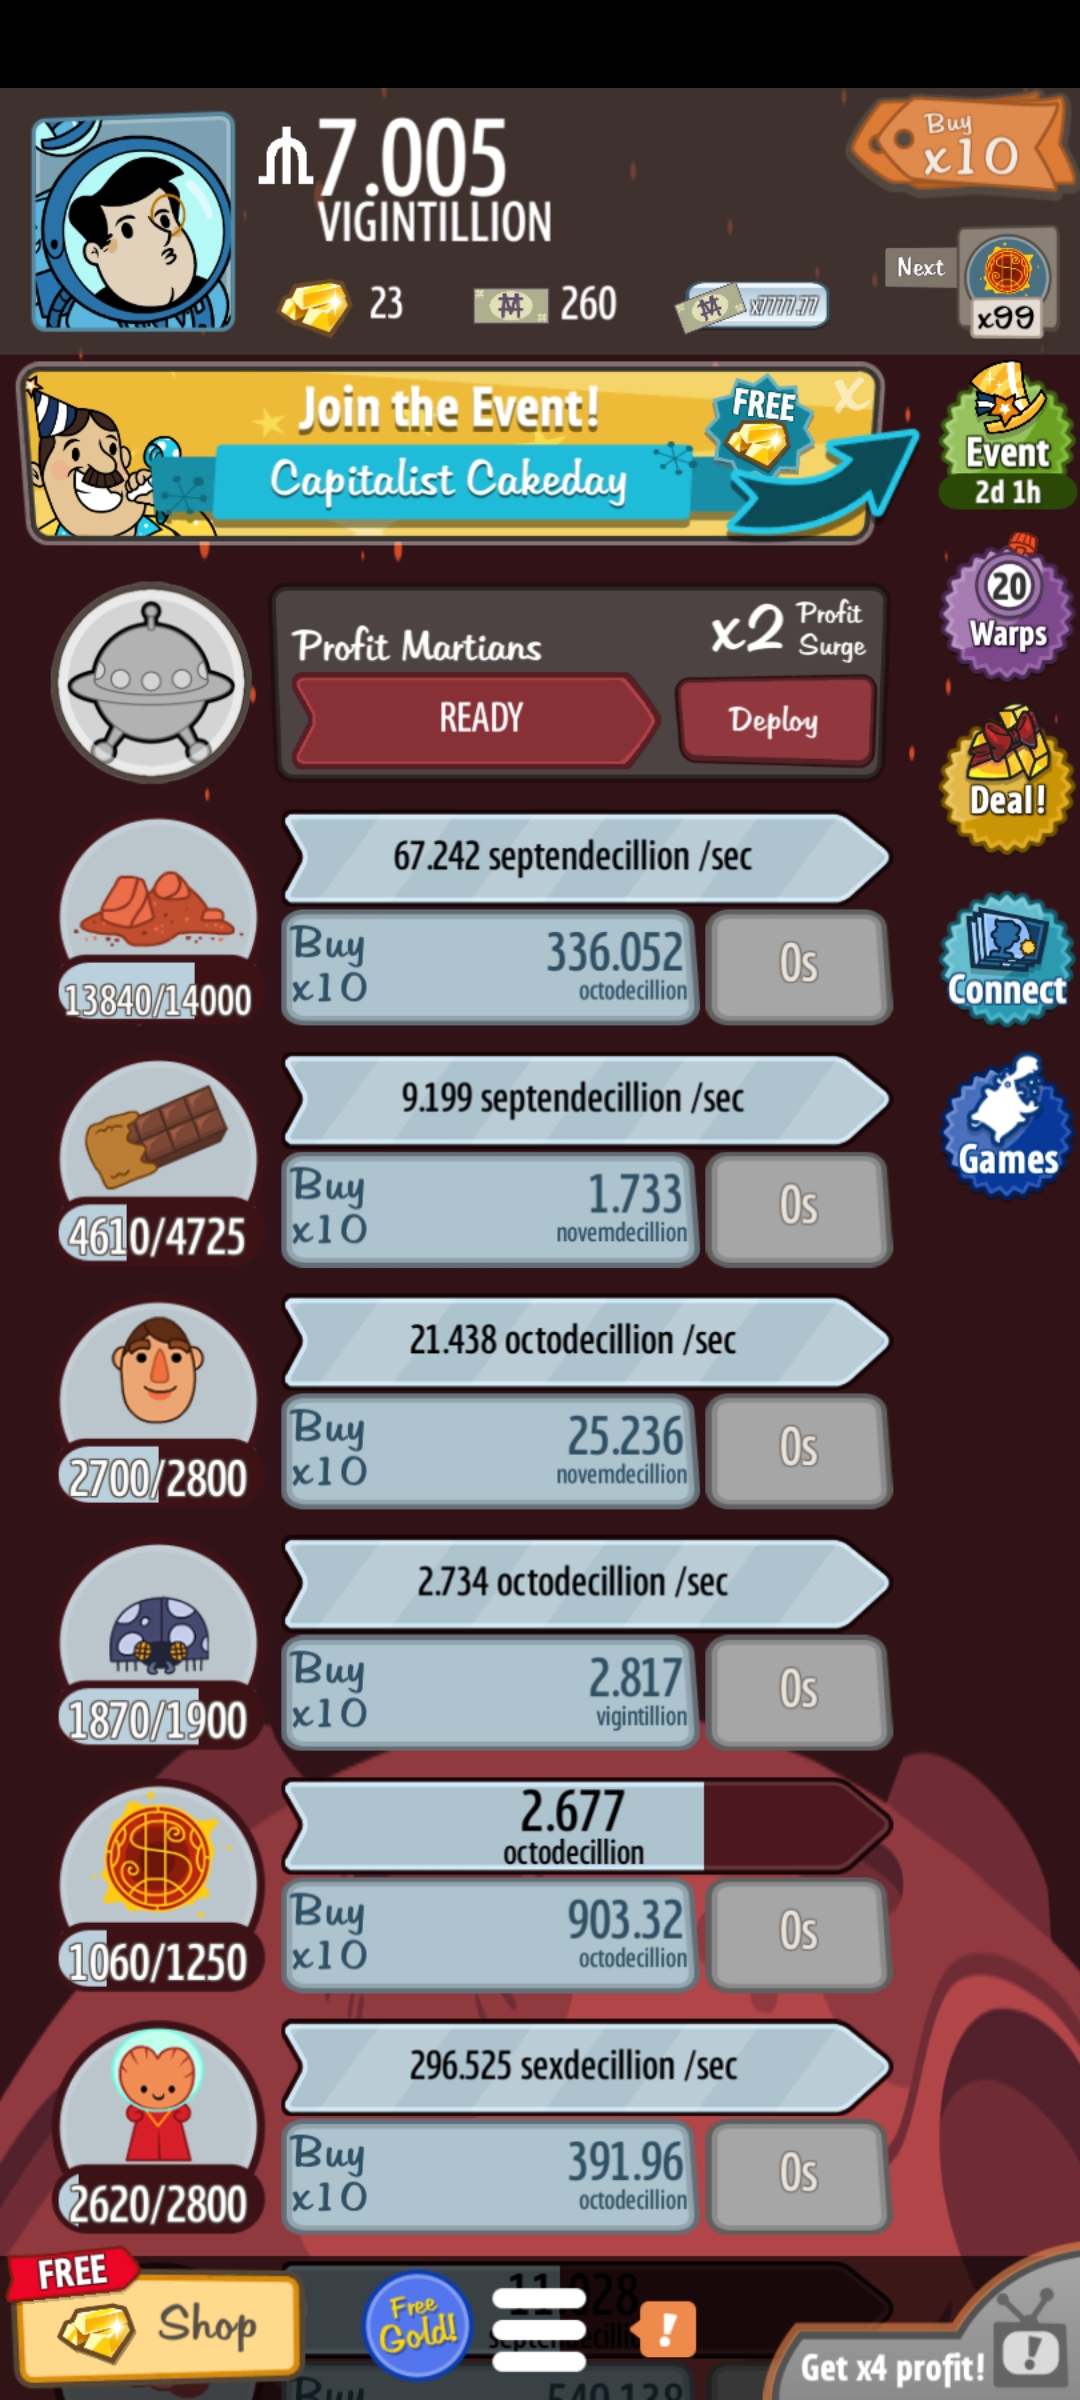 7.005
VIGINTILLION
Buy
x10
23
260
x7777.77
Next
x99
Join the Event!
Capitalist Cakeday
FREE
x
Event
2d 1h
Profit Martians
x2 Profit
Surge
READY
Deploy
20
Warps
67.242 septendecillion /sec
Deal!
Buy
x10
336.052
octodecillion
0s
13840/14000
Connect
9.199 septendecillion /sec
Buy
x10
1.733
novemdecillion
0s
4610/4725
Games
21.438 octodecillion /sec
Buy
x10
25.236
novemdecillion
0s
2700/2800
2.734 octodecillion /sec
Buy
x10
2.817
vigintillion
0s
1870/1900
2.677
octodecillion
Buy
x10
903.32
octodecillion
0s
1060/1250
296.525 sexdecillion /sec
Buy
x10
391.96
octodecillion
0s
2620/2800
FREE
Shop
Free
Gold!
!
Get x4 profit!
!
Buy
540.138